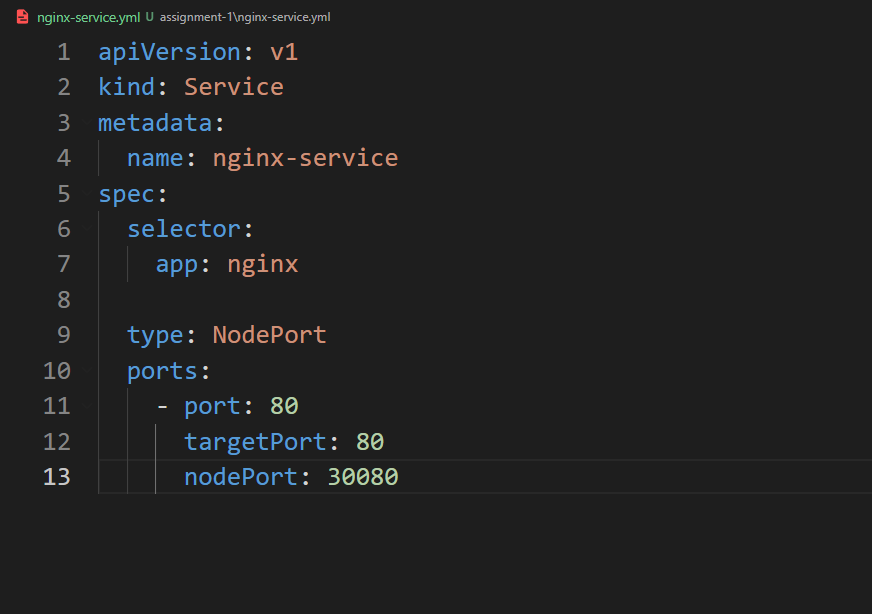 nginx-service.yml U assignment-1\nginx-service.yml
1 apiVersion: v1
2 kind: Service
3 metadata:
4   name: nginx-service
5 spec:
6   selector:
7     app: nginx
8
9   type: NodePort
10   ports:
11     - port: 80
12       targetPort: 80
13       nodePort: 30080